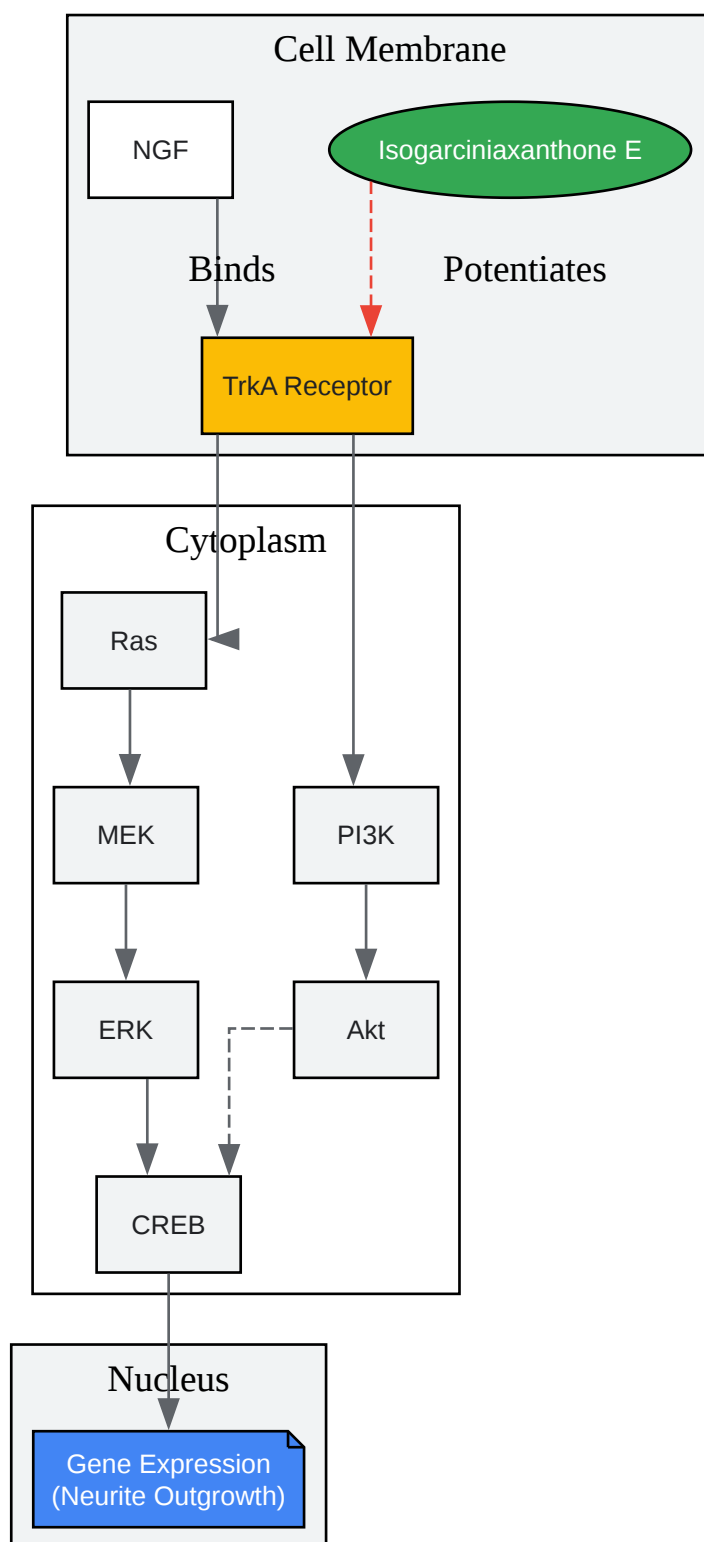 Cell Membrane
NGF
Isogarciniaxanthone E
Binds
Potentiates
TrkA Receptor
Cytoplasm
Ras
MEK
PI3K
ERK
Akt
CREB
Nucleus
Gene Expression
(Neurite Outgrowth)